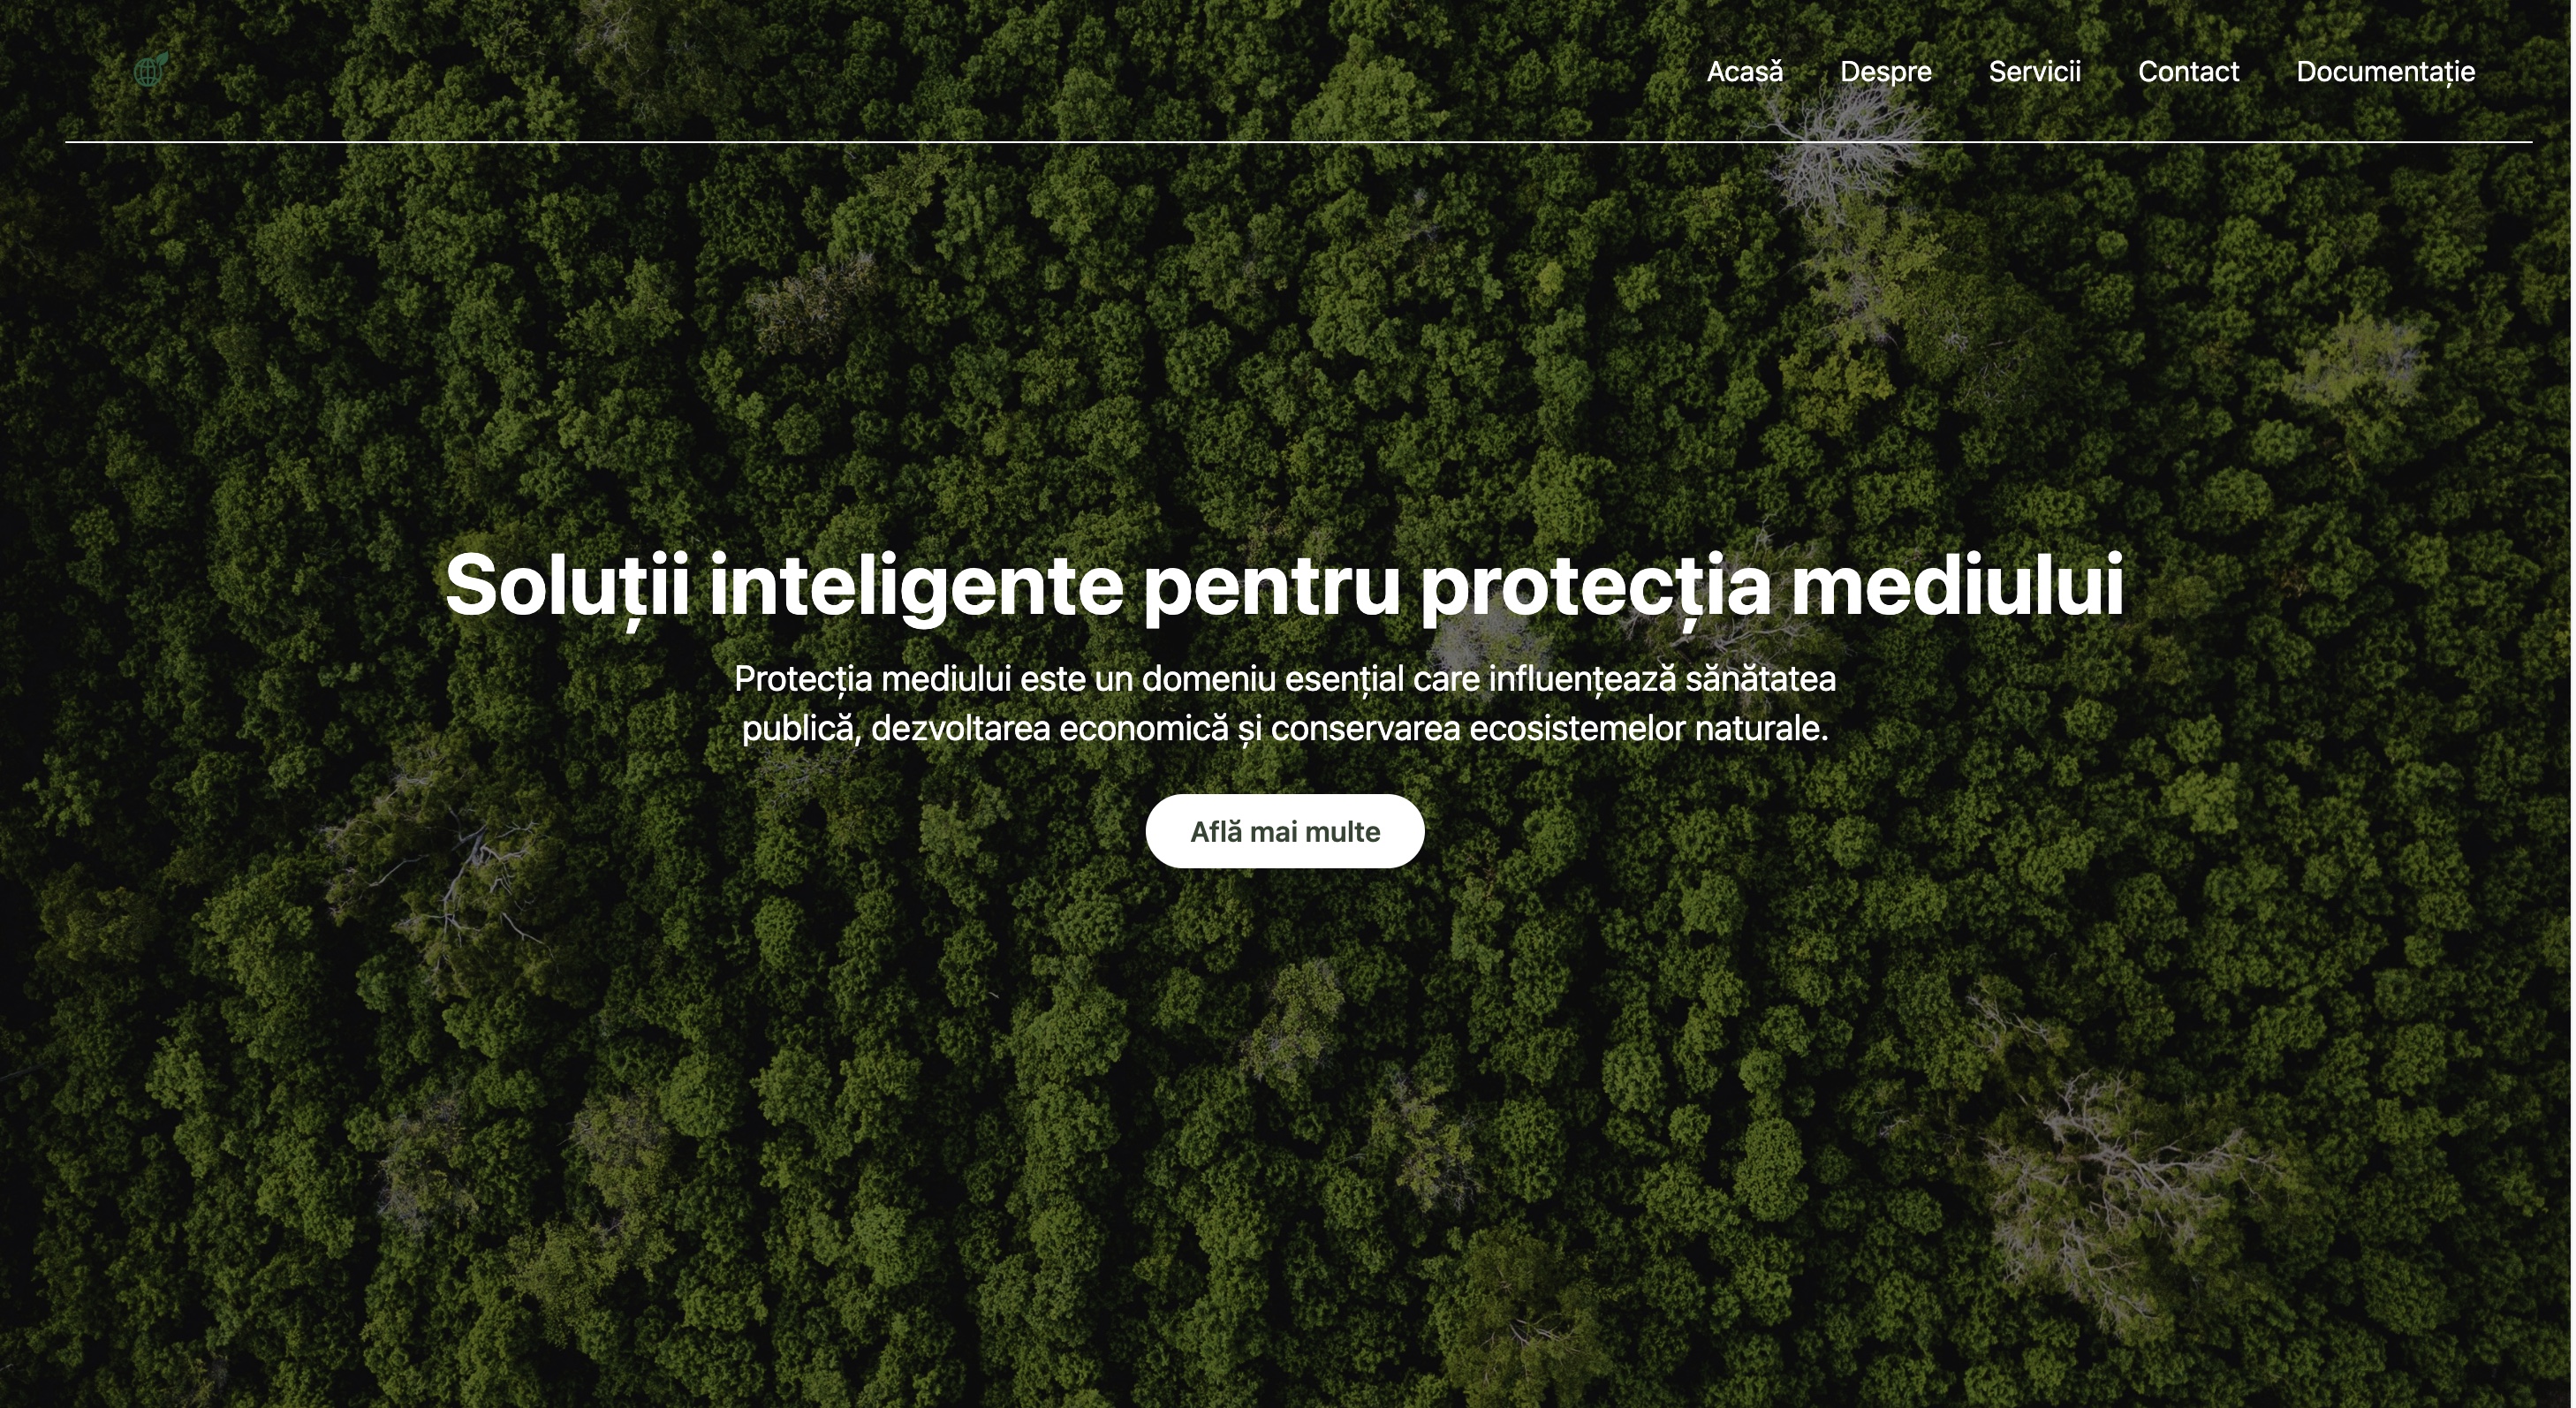 Acasă Despre Servicii Contact Documentație
Soluții inteligente pentru protecția mediului
Protecția mediului este un domeniu esențial care influențează sănătatea
publică, dezvoltarea economică și conservarea ecosistemelor naturale.
Află mai multe